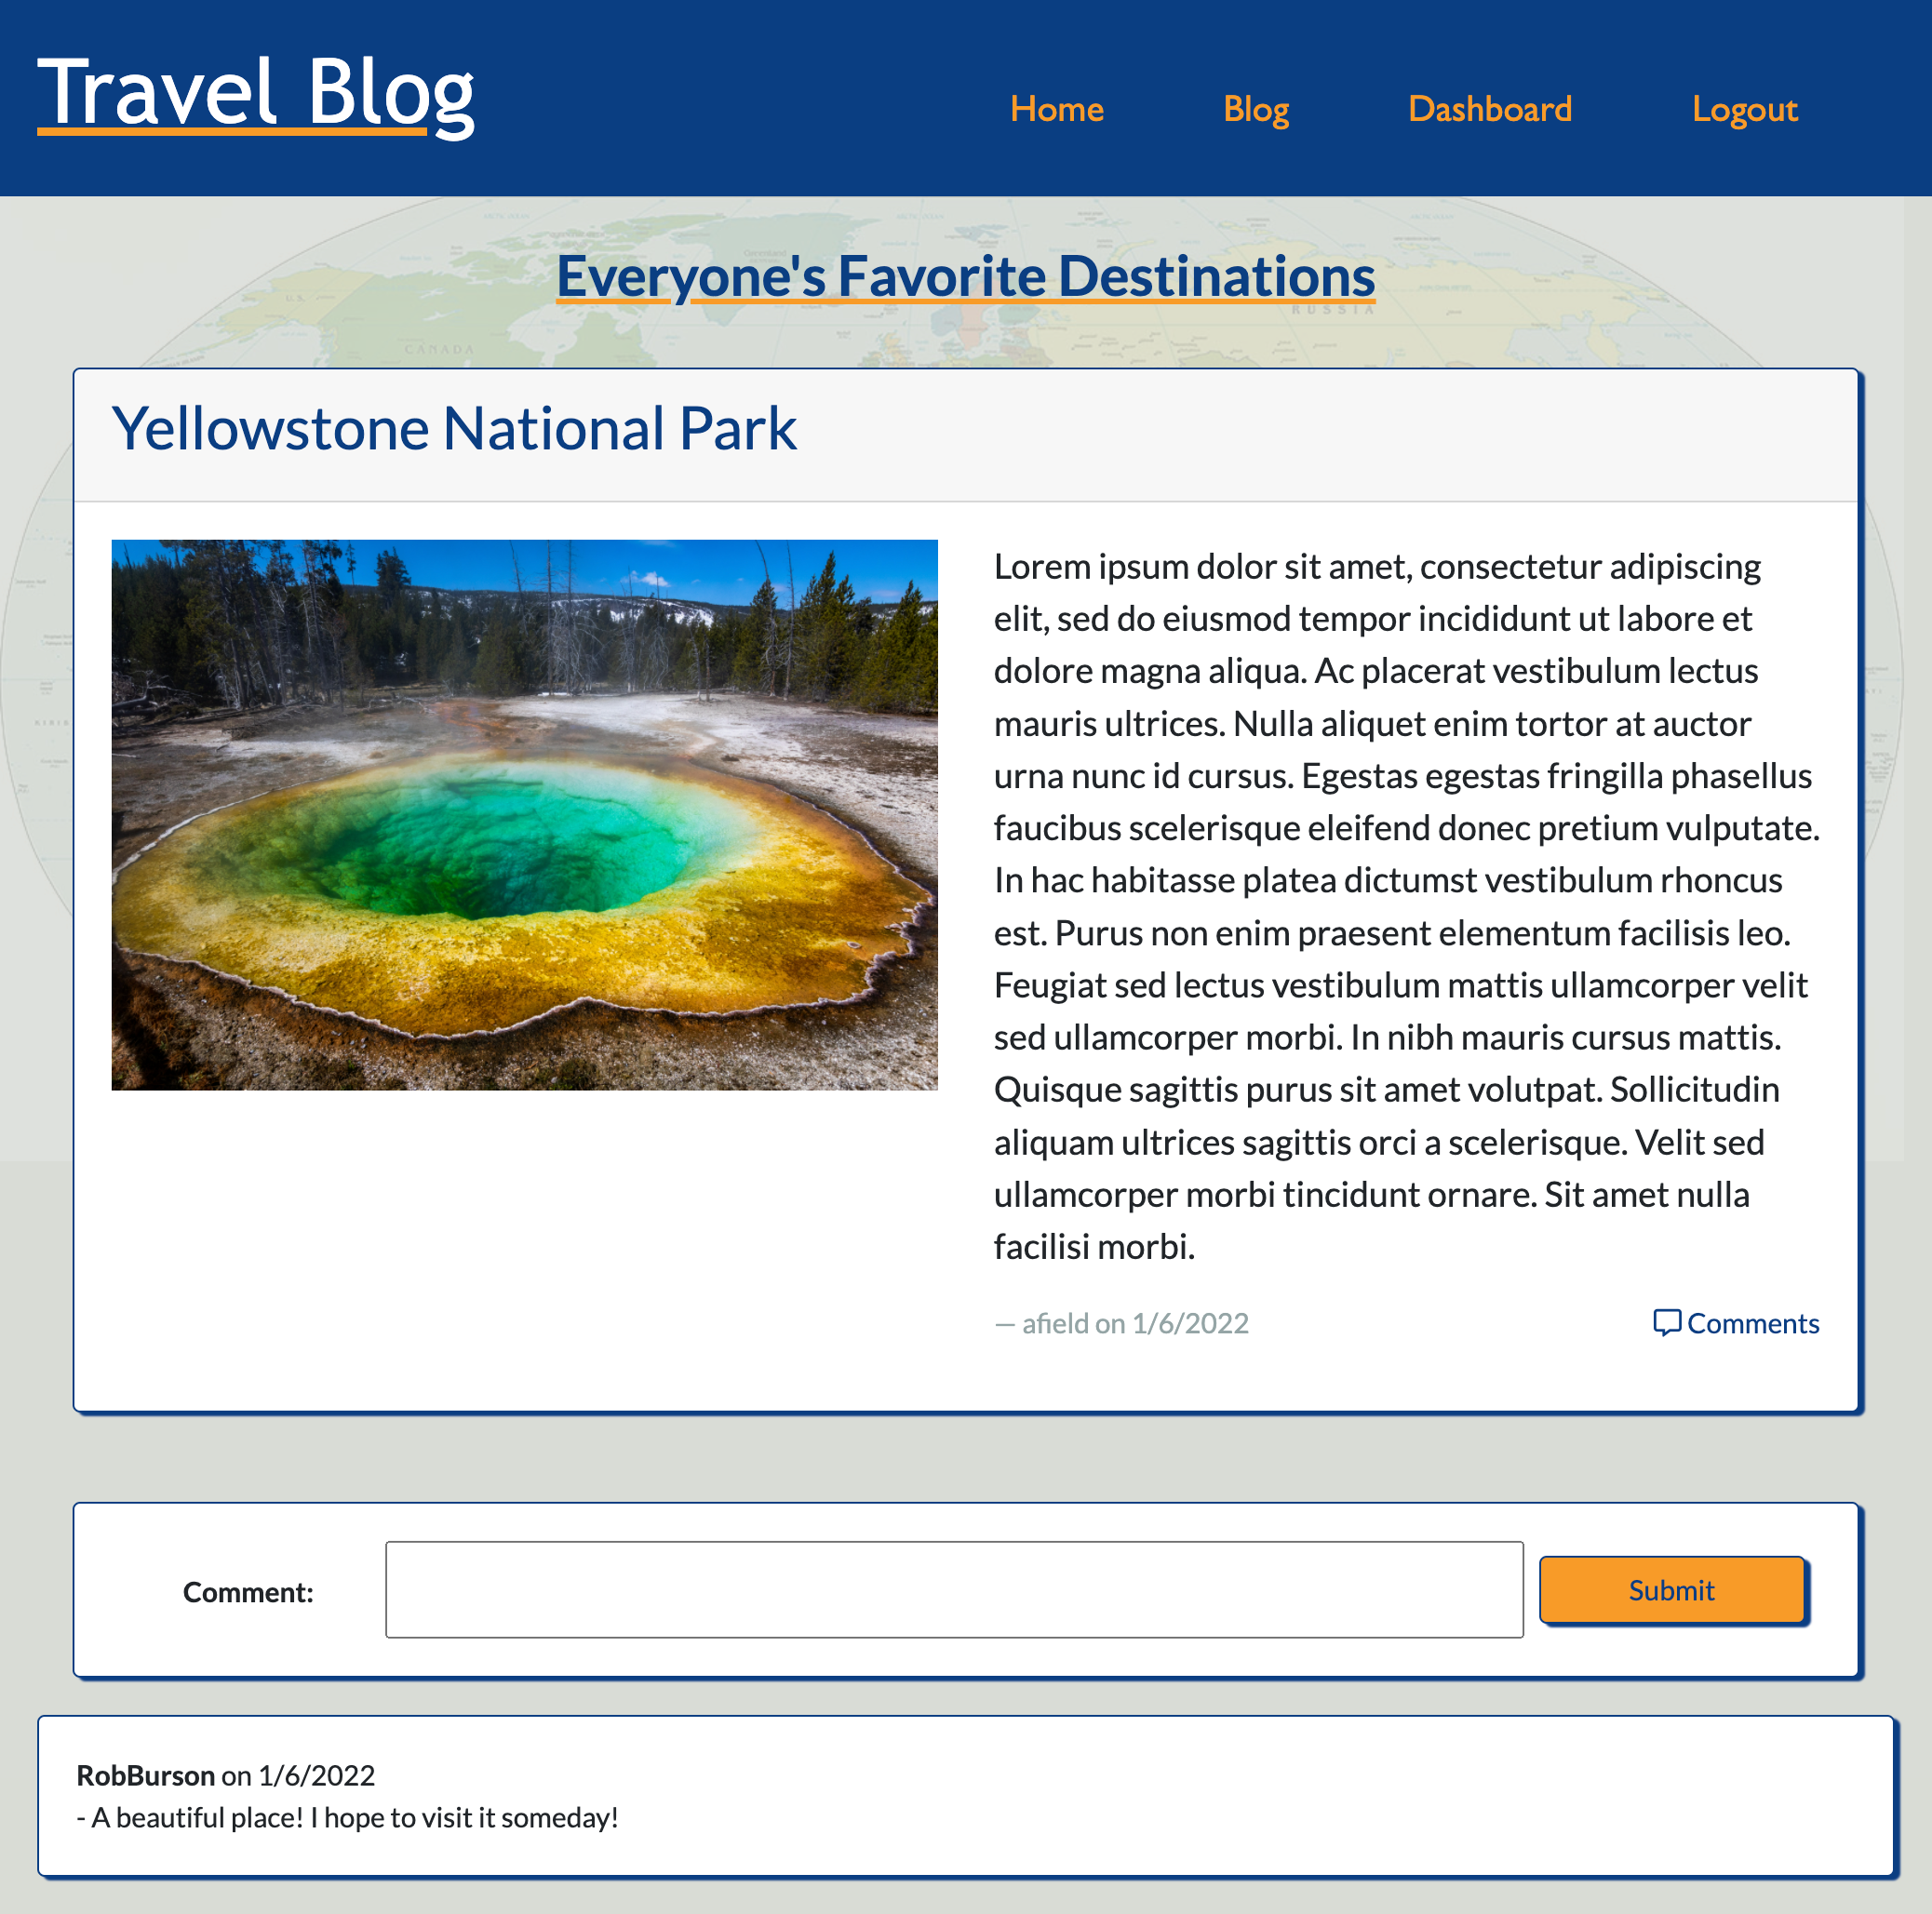 Travel Blog
Home Blog Dashboard Logout
Everyone's Favorite Destinations
CANADA
RUSSIA
Yellowstone National Park
Lorem ipsum dolor sit amet, consectetur adipiscing
elit, sed do eiusmod tempor incididunt ut labore et
dolore magna aliqua. Ac placerat vestibulum lectus
mauris ultrices. Nulla aliquet enim tortor at auctor
urna nunc id cursus. Egestas egestas fringilla phasellus
faucibus scelerisque eleifend donec pretium vulputate.
In hac habitasse platea dictumst vestibulum rhoncus
est. Purus non enim praesent elementum facilisis leo.
Feugiat sed lectus vestibulum mattis ullamcorper velit
sed ullamcorper morbi. In nibh mauris cursus mattis.
Quisque sagittis purus sit amet volutpat. Sollicitudin
aliquam ultrices sagittis orci a scelerisque. Velit sed
ullamcorper morbi tincidunt ornare. Sit amet nulla
facilisi morbi.
— afield on 1/6/2022 Comments
Comment: Submit
RobBurson on 1/6/2022
- A beautiful place! I hope to visit it someday!